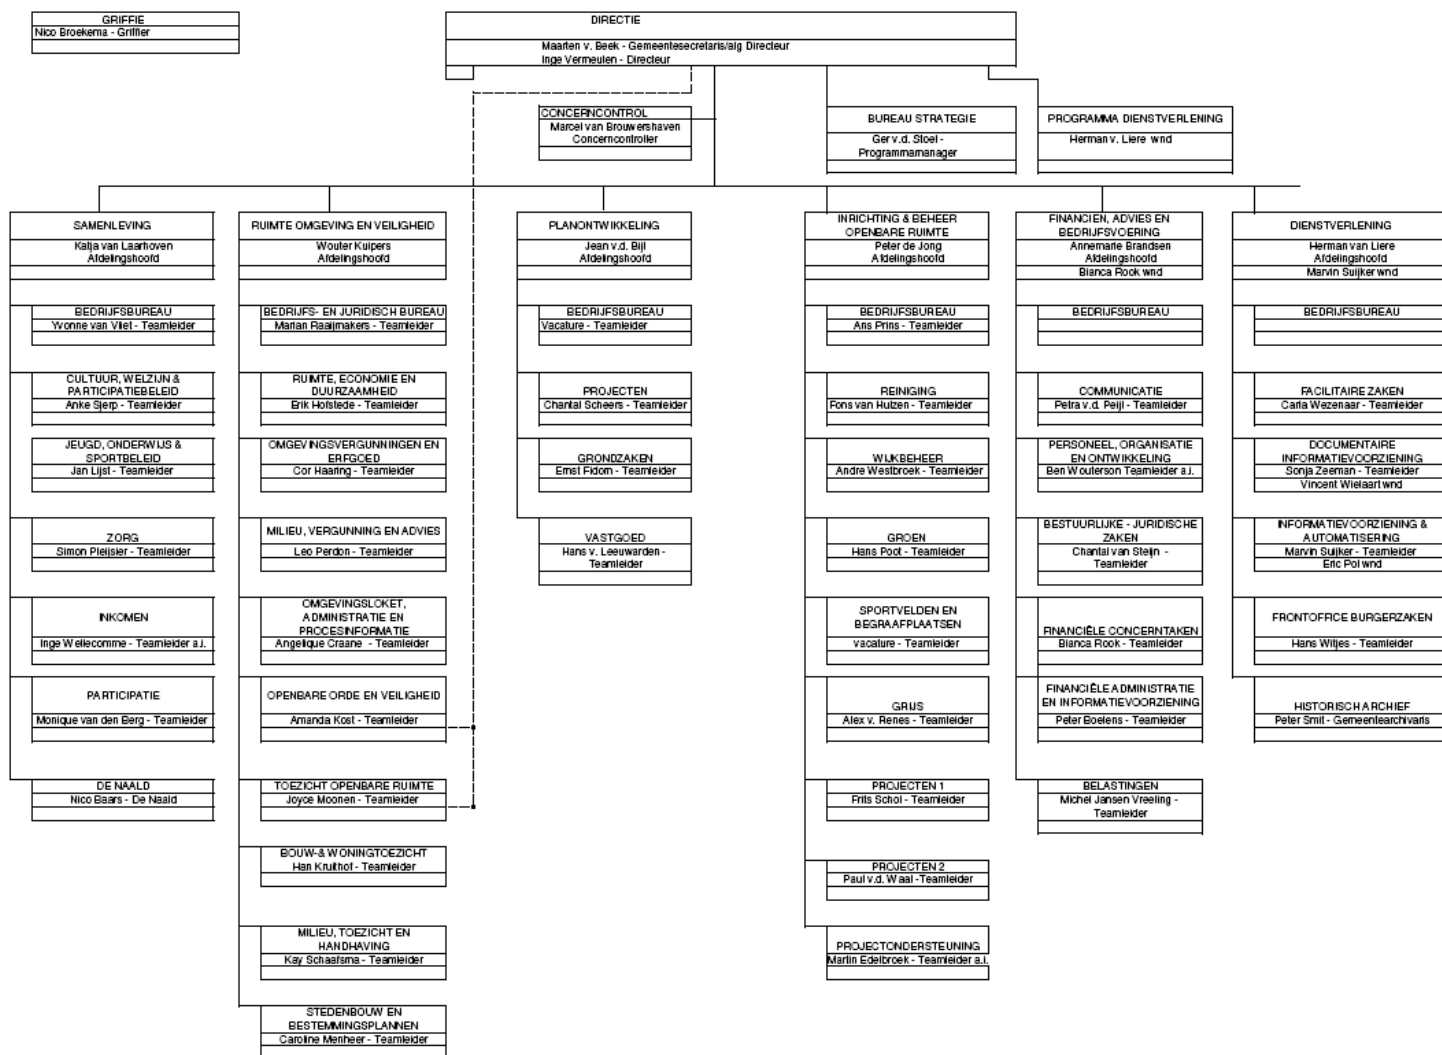 GRIFFIE
Nico Broekema - Griffier
DIRECTIE
Maarten v. Beek - Gemeentesecretaris/alg Directeur
Inge Vermeulen - Directeur
CONCERNCONTROL
Marcel van Brouwershaven
Concerncontroller
BUREAU STRATEGIE
Ger v.d. Stoel -
Programmamanager
PROGRAMMA DIENSTVERLENING
Herman v. Liere wnd
SAMENLEVING
Katja van Laarhoven
Afdelingshoofd
BEDRIJFSBUREAU
Yvonne van Vliet - Teamleider
CULTUUR, WELZIJN &
PARTICIPATIEBELEID
Anke Sjerp - Teamleider
JEUGD, ONDERWIJS &
SPORTBELEID
Jan Lijst - Teamleider
ZORG
Simon Pleijsier - Teamleider
INKOMEN
Inge Wellecomme - Teamleider a.i.
PARTICIPATIE
Monique van den Berg - Teamleider
DE NAALD
Nico Baars - De Naald
RUIMTE OMGEVING EN VEILIGHEID
Wouter Kuipers
Afdelingshoofd
BEDRIJFS- EN JURIDISCH BUREAU
Marian Raaijmakers - Teamleider
RUIMTE, ECONOMIE EN
DUURZAAMHEID
Erik Hofstede - Teamleider
OMGEVINGSVERGUNNINGEN EN
ERFGOED
Cor Haaring - Teamleider
MILIEU, VERGUNNING EN ADVIES
Leo Perdon - Teamleider
OMGEVINGSLOKET,
ADMINISTRATIE EN
PROCESINFORMATIE
Angelique Craane - Teamleider
OPENBARE ORDE EN VEILIGHEID
Amanda Kost - Teamleider
TOEZICHT OPENBARE RUIMTE
Joyce Moonen - Teamleider
BOUW-& WONINGTOEZICHT
Han Kruithof - Teamleider
MILIEU, TOEZICHT EN
HANDHAVING
Kay Schaafsma - Teamleider
STEDENBOUW EN
BESTEMMINGSPLANNEN
Caroline Menheer - Teamleider
PLANONTWIKKELING
Jean v.d. Bijl
Afdelingshoofd
BEDRIJFSBUREAU
Vacature - Teamleider
PROJECTEN
Chantal Scheers - Teamleider
GRONDZAKEN
Ernst Fidom - Teamleider
VASTGOED
Hans v. Leeuwarden -
Teamleider
INRICHTING & BEHEER
OPENBARE RUIMTE
Peter de Jong
Afdelingshoofd
BEDRIJFSBUREAU
Ans Prins - Teamleider
REINIGING
Fons van Huizen - Teamleider
WIJKBEHEER
Andre Westbroek - Teamleider
GROEN
Hans Poot - Teamleider
SPORTVELDEN EN
BEGRAAFPLAATSEN
vacature - Teamleider
GRIJS
Alex v. Renes - Teamleider
PROJECTEN 1
Frits Schol - Teamleider
PROJECTEN 2
Paul v.d. Waal -Teamleider
PROJECTONDERSTEUNING
Martin Edelbroek - Teamleider a.i.
FINANCIEN, ADVIES EN
BEDRIJFSVOERING
Annemarie Brandsen
Afdelingshoofd
Bianca Rook wnd
BEDRIJFSBUREAU
COMMUNICATIE
Petra v.d. Peijl - Teamleider
PERSONEEL, ORGANISATIE
EN ONTWIKKELING
Ben Wouterson Teamleider a.i.
BESTUURLIJKE - JURIDISCHE
ZAKEN
Chantal van Steijn -
Teamleider
FINANCIËLE CONCERNTAKEN
Bianca Rook - Teamleider
FINANCIËLE ADMINISTRATIE
EN INFORMATIEVOORZIENING
Peter Boelens - Teamleider
BELASTINGEN
Michel Jansen Vreeling -
Teamleider
DIENSTVERLENING
Herman van Liere
Afdelingshoofd
Marvin Suijker wnd
BEDRIJFSBUREAU
FACILITAIRE ZAKEN
Carla Wezenaar - Teamleider
DOCUMENTAIRE
INFORMATIEVOORZIENING
Sonja Zeeman - Teamleider
Vincent Wielaart wnd
INFORMATIEVOORZIENING &
AUTOMATISERING
Marvin Suijker - Teamleider
Eric Pol wnd
FRONTOFFICE BURGERZAKEN
Hans Witjes - Teamleider
HISTORISCH ARCHIEF
Peter Smit - Gemeentearchivaris